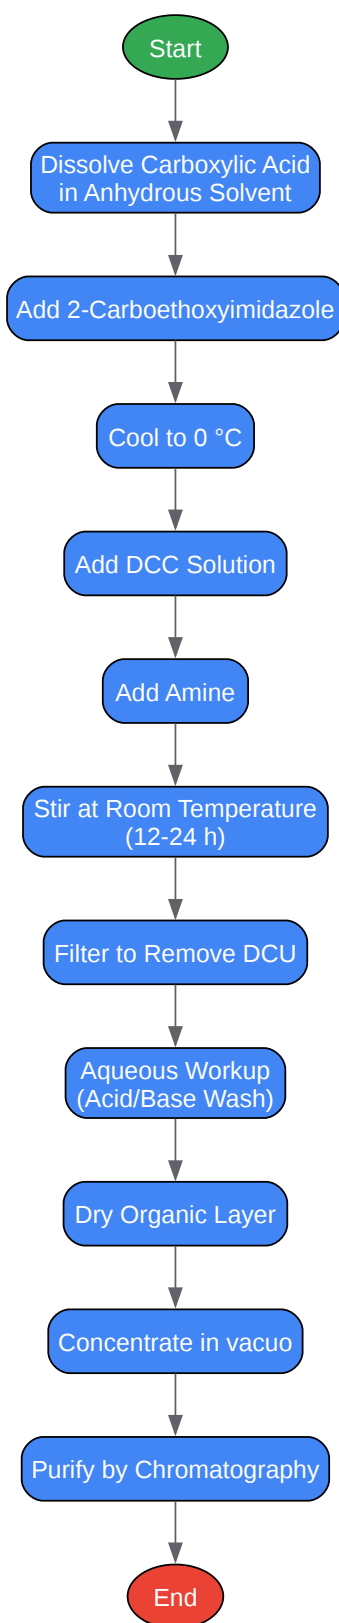 Start
Dissolve Carboxylic Acid
in Anhydrous Solvent
Add 2-Carboethoxyimidazole
Cool to 0 °C
Add DCC Solution
Add Amine
Stir at Room Temperature
(12-24 h)
Filter to Remove DCU
Aqueous Workup
(Acid/Base Wash)
Dry Organic Layer
Concentrate in vacuo
Purify by Chromatography
End